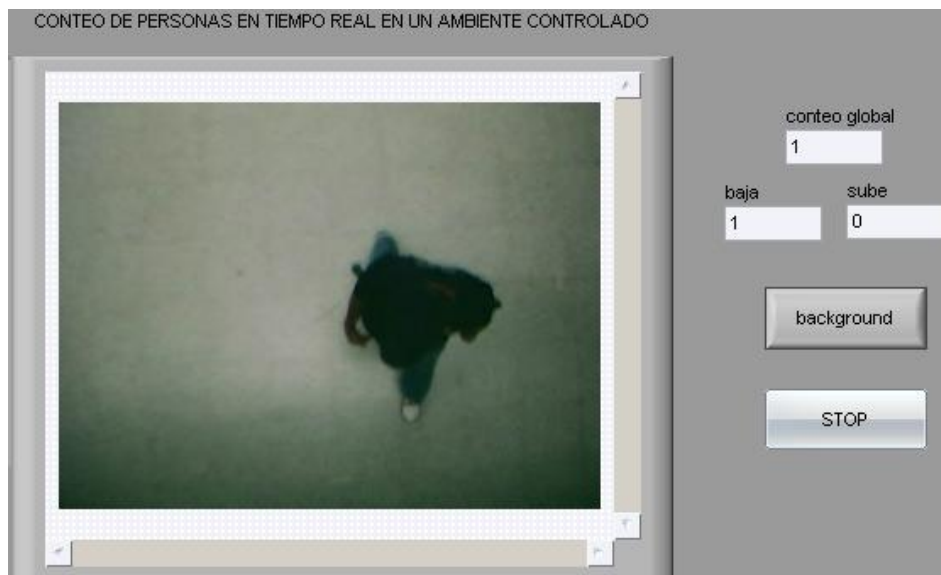 CONTEO DE PERSONAS EN TIEMPO REAL EN UN AMBIENTE CONTROLADO
conteo global
1
baja
sube
1
0
background
STOP